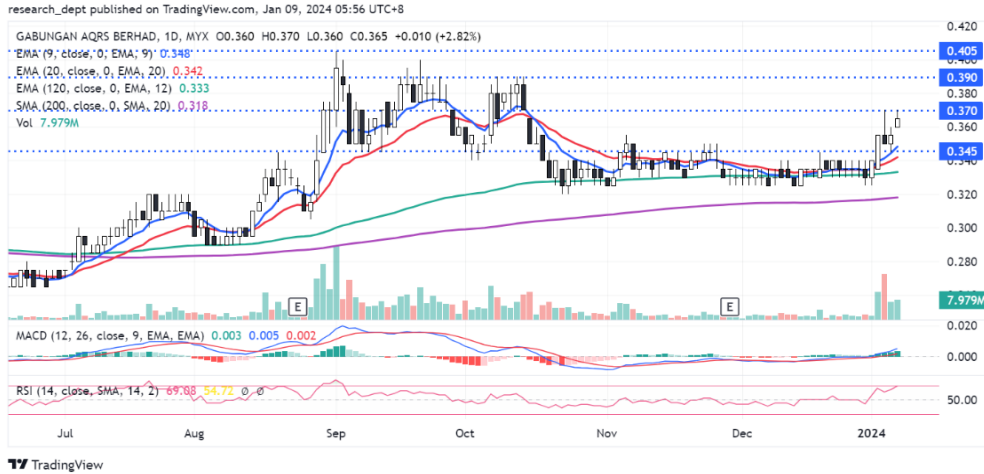 research_dept published on TradingView.com, Jan 09, 2024 05:56 UTC+8
GABUNGAN AQRS BERHAD, 1D, MYX O0.360 H0.370 L0.360 C0.365 +0.010 (+2.82%)
EMA (9, close, 0, EMA, 9) 0.348
EMA (20, close, 0, EMA, 20) 0.342
EMA (120, close, 0, EMA, 12) 0.333
SMA (200, close, 0, SMA, 20) 0.318
Vol 7.979M
0.420
0.405
0.400
0.390
0.380
0.370
0.360
0.345
0.340
0.320
0.300
0.280
E
E
7.979M
MACD (12, 26, close, 9, EMA, EMA) 0.003 0.005 0.002
0.020
0.000
RSI (14, close, SMA, 14, 2) 69.08 54.72 Ø Ø
50.00
Jul Aug Sep Oct Nov Dec 2024
TradingView